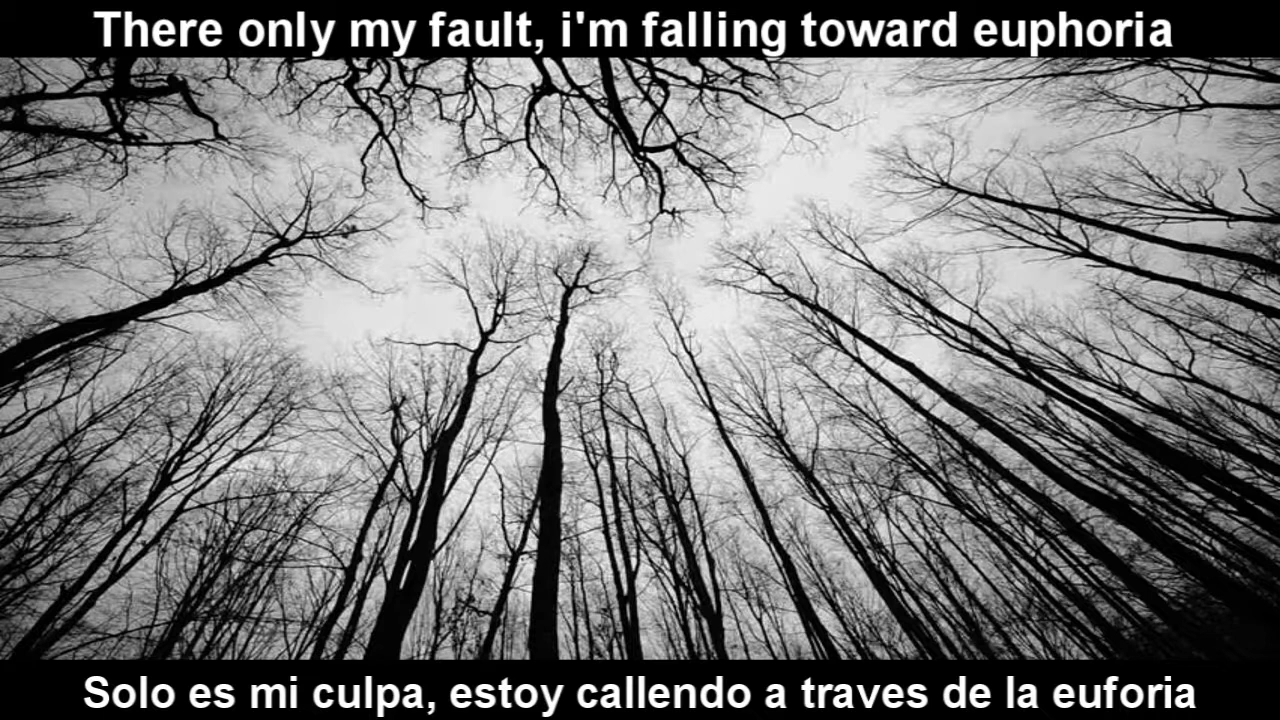 There only my fault, i'm falling toward euphoria
Solo es mi culpa, estoy callendo a traves de la euforia